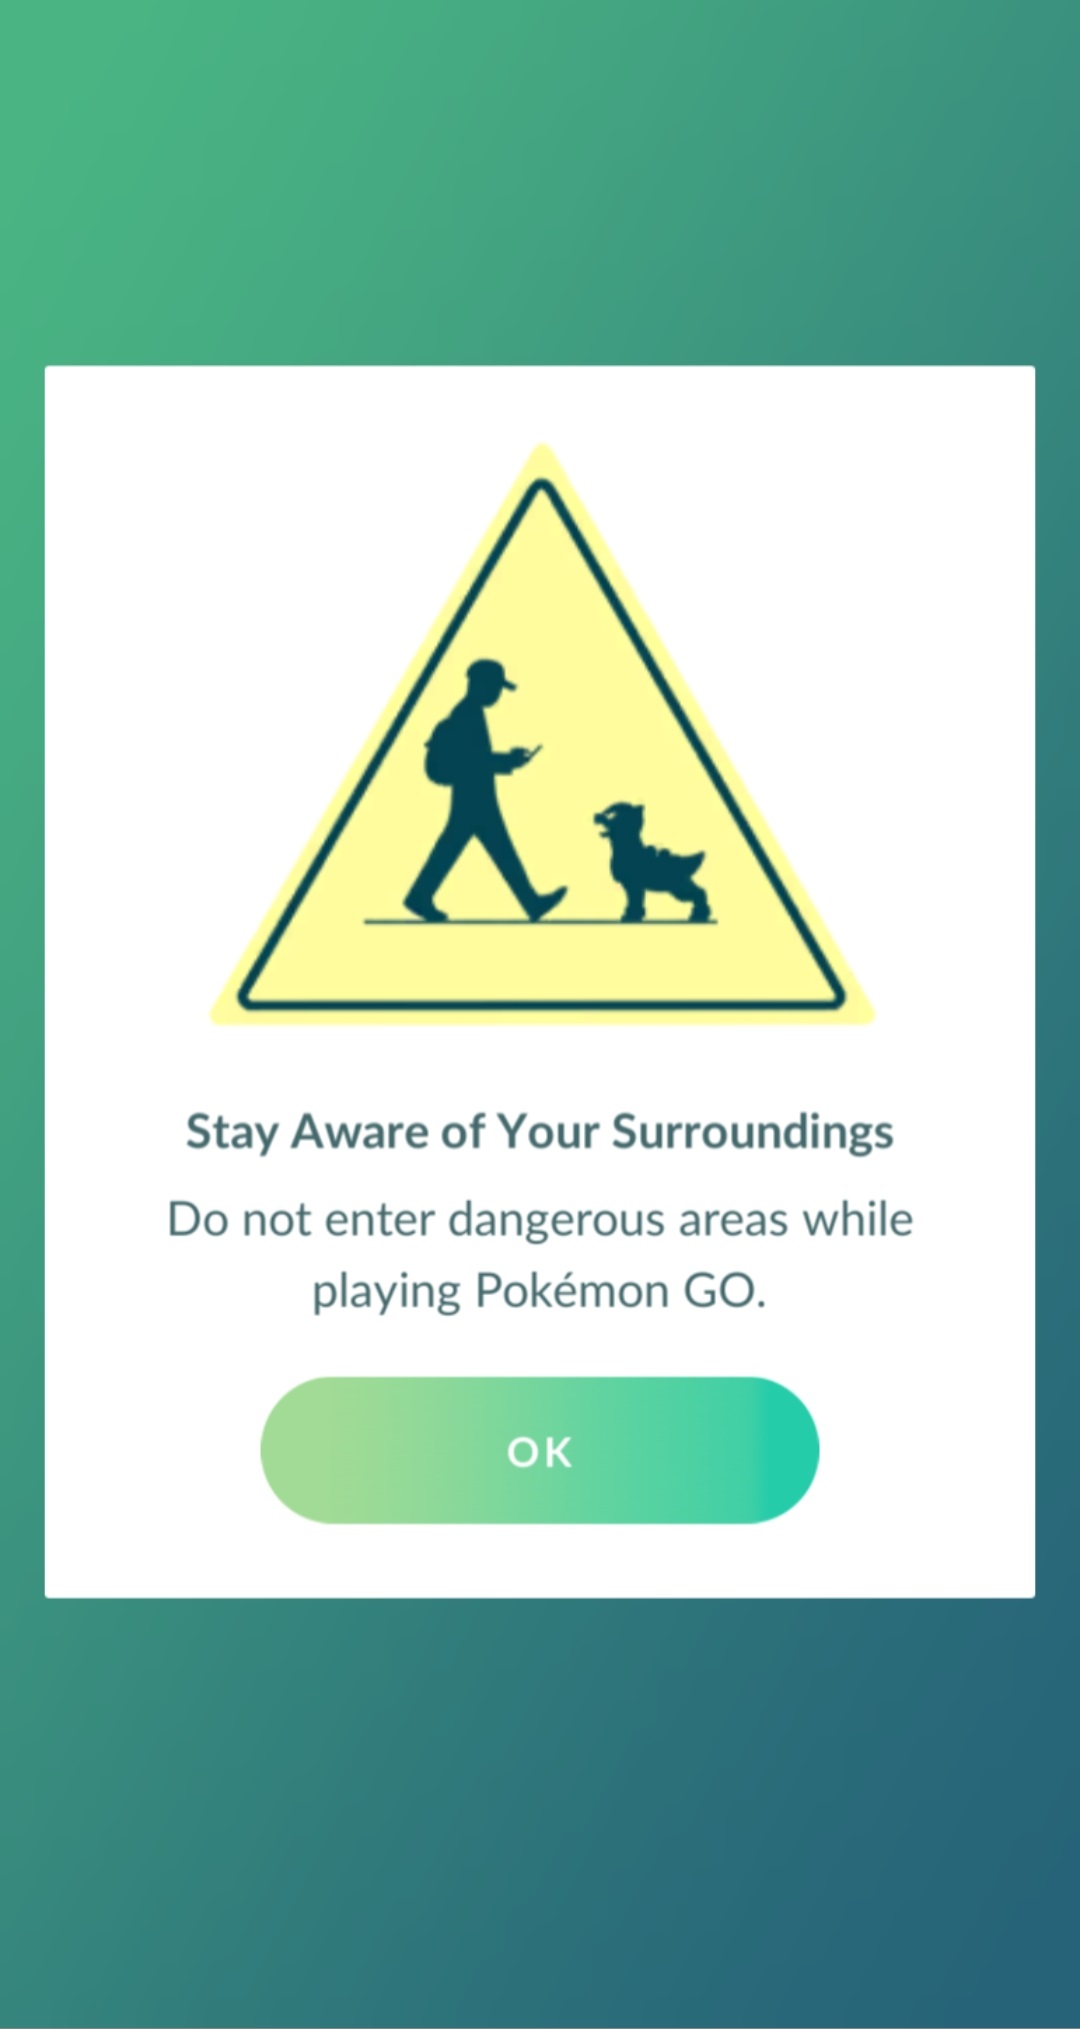 Stay Aware of Your Surroundings
Do not enter dangerous areas while
playing Pokémon GO.
OK